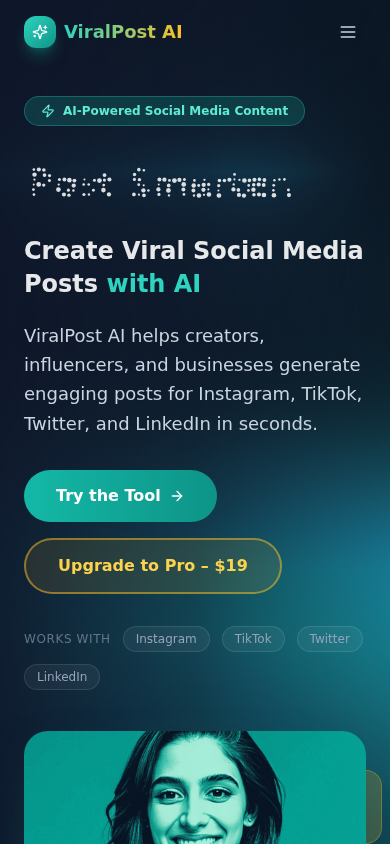 ViralPost AI
AI-Powered Social Media Content
Post Smarter.
Create Viral Social Media
Posts with AI
ViralPost AI helps creators,
influencers, and businesses generate
engaging posts for Instagram, TikTok,
Twitter, and LinkedIn in seconds.
Try the Tool →
Upgrade to Pro – $19
WORKS WITH Instagram TikTok Twitter
LinkedIn